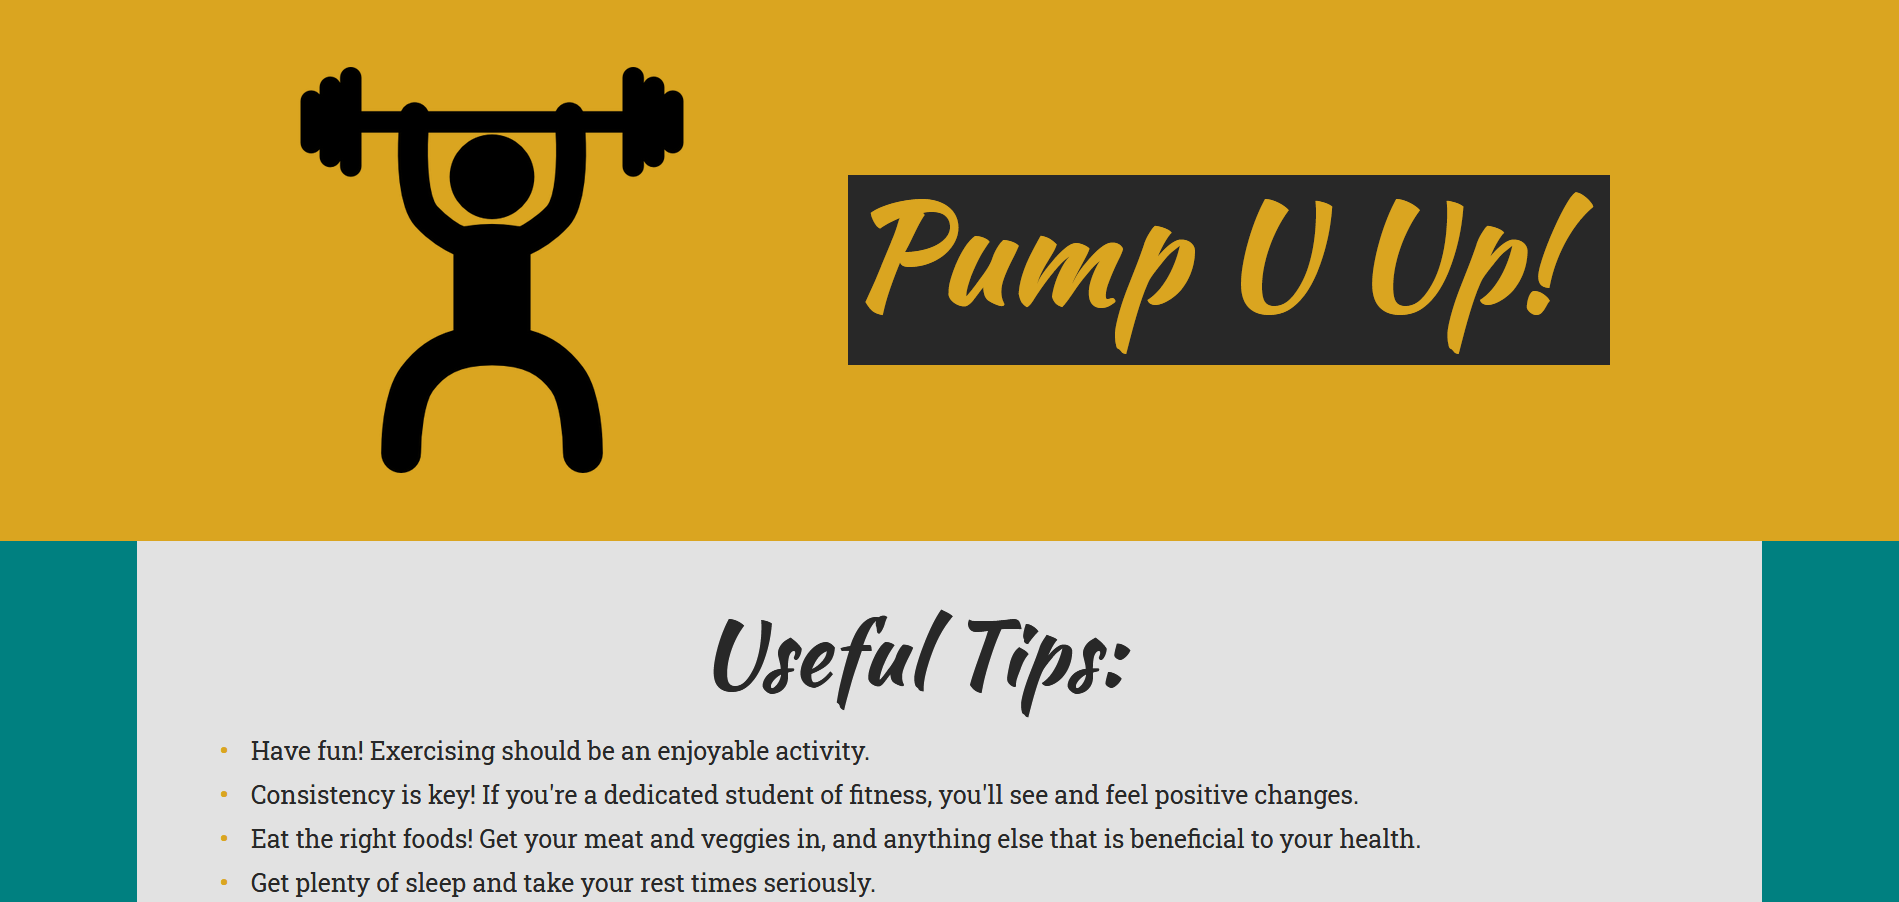 Pump U Up!
Useful Tips:
• Have fun! Exercising should be an enjoyable activity.
• Consistency is key! If you're a dedicated student of fitness, you'll see and feel positive changes.
• Eat the right foods! Get your meat and veggies in, and anything else that is beneficial to your health.
• Get plenty of sleep and take your rest times seriously.